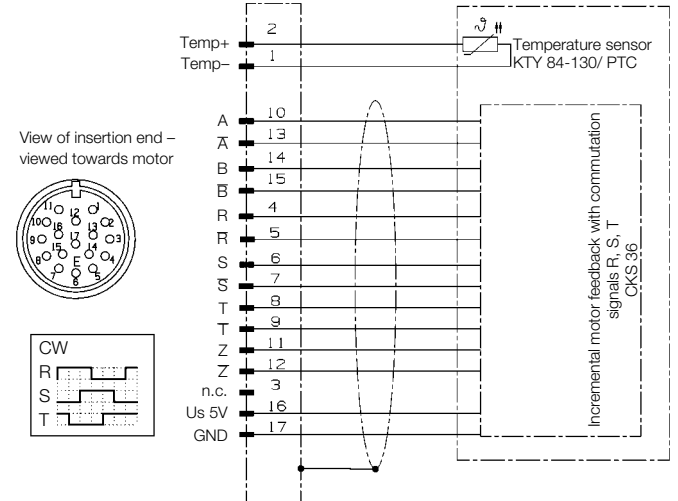 Temp+ 2
Temp– 1
ϑ
Temperature sensor
KTY 84-130/ PTC
A 10
A̅ 13
B 14
B̅ 15
R 4
R̅ 5
S 6
S̅ 7
T 8
T̅ 9
Z 11
Z̅ 12
n.c. 3
Us 5V 16
GND 17
Incremental motor feedback with commutation
signals R, S, T
CKS 36
View of insertion end –
viewed towards motor
11 12 1
10 16 13 2
9 17 3
15 14
8 E 4
7 6 5
CW
R
S
T